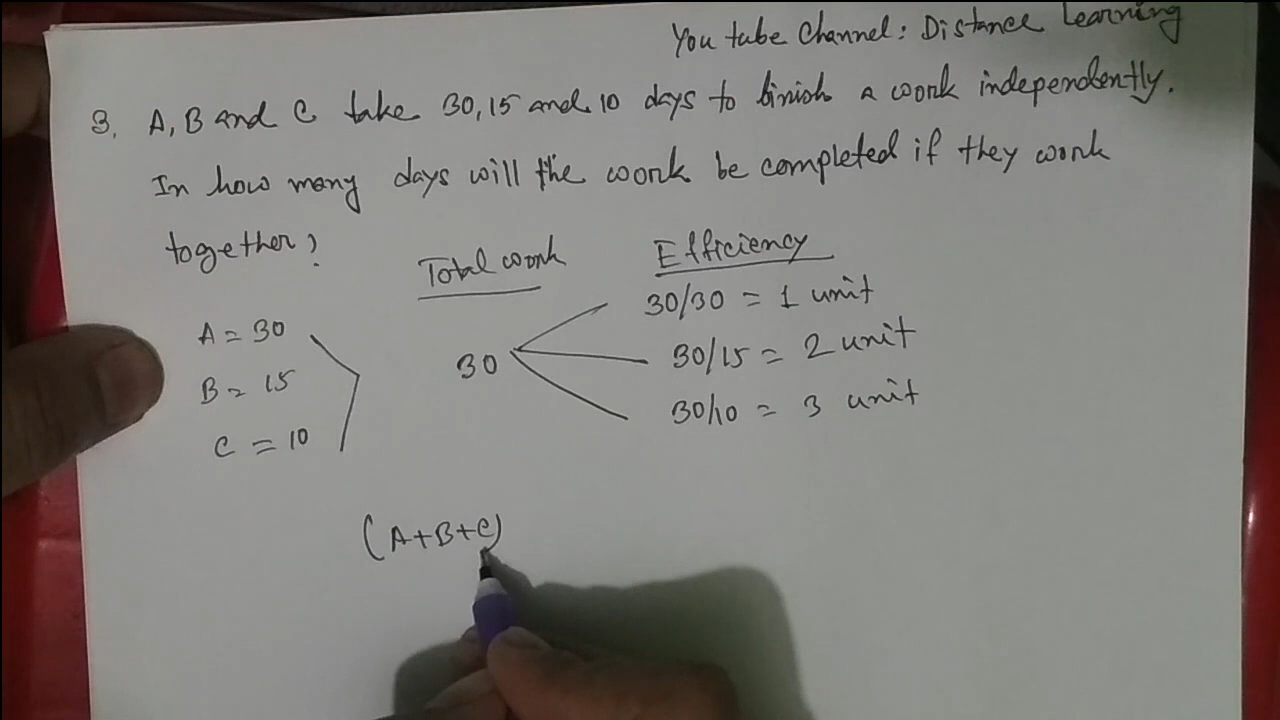 You tube Channel: Distance Learning
3. A, B and C take 30, 15 and 10 days to finish a work independently.
In how many days will the work be completed if they work
together?
Total work
Efficiency
A = 30
B = 15
C = 10
30
30/30 = 1 unit
30/15 = 2 unit
30/10 = 3 unit
(A+B+C)